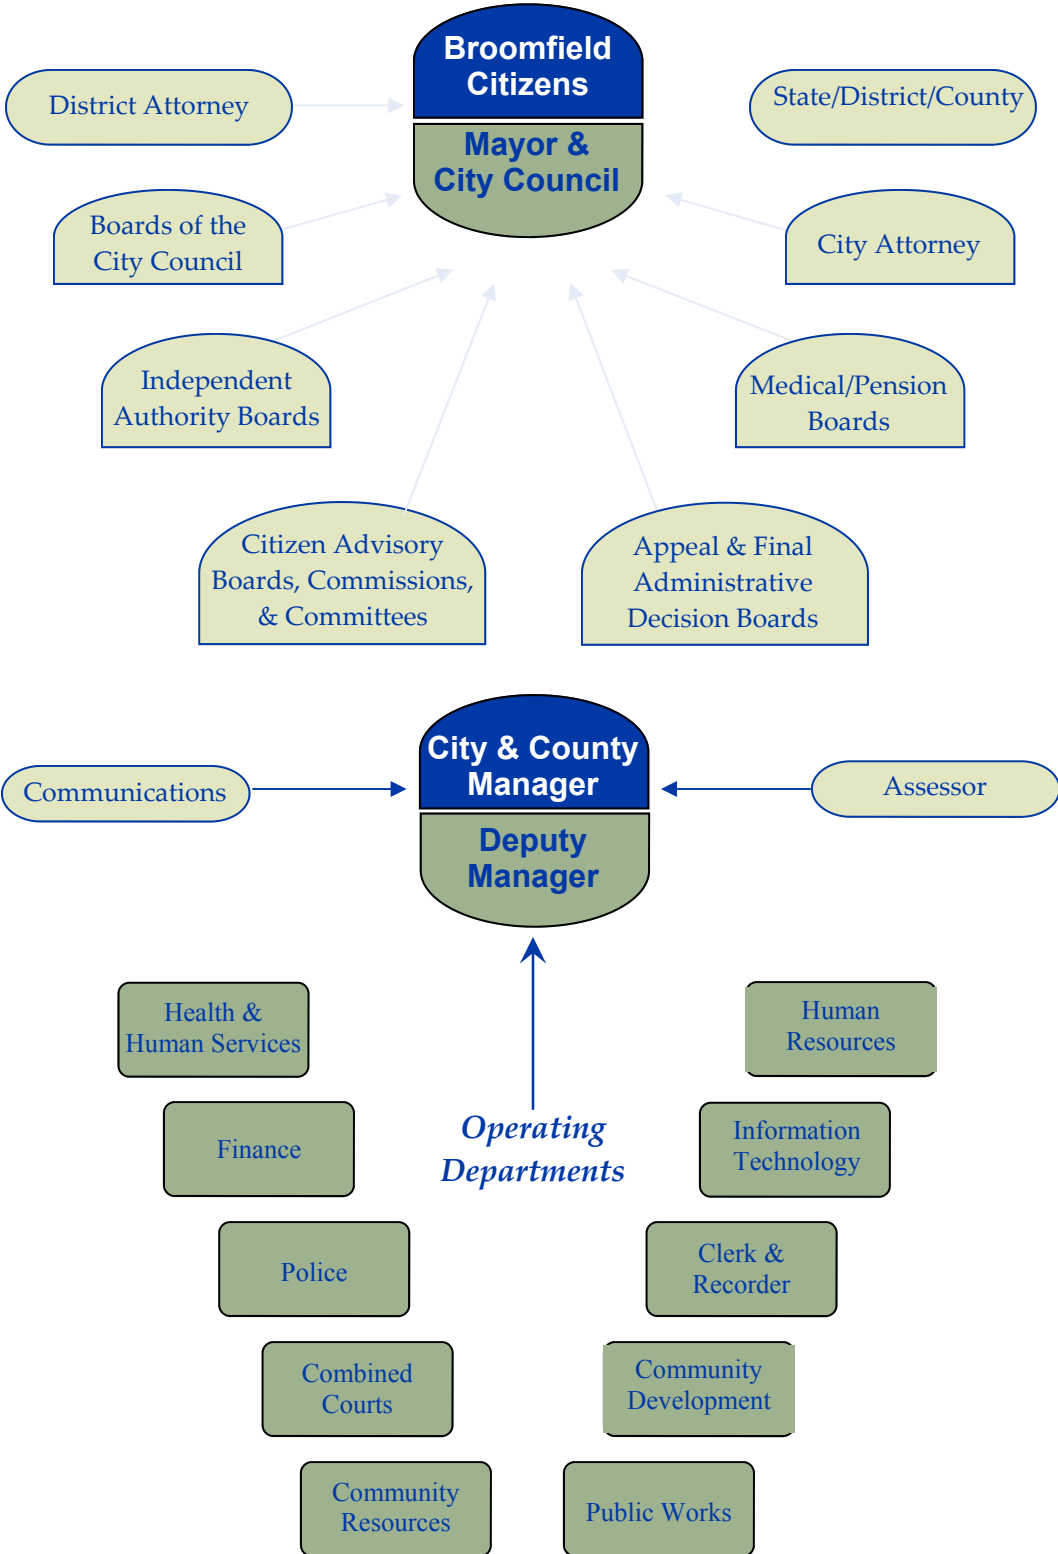 Broomfield
Citizens
District Attorney
State/District/County
Mayor &
City Council
Boards of the
City Council
City Attorney
Independent
Authority Boards
Medical/Pension
Boards
Citizen Advisory
Boards, Commissions,
& Committees
Appeal & Final
Administrative
Decision Boards
City & County
Manager
Communications
Assessor
Deputy
Manager
Health &
Human Services
Human
Resources
Finance
Operating
Departments
Information
Technology
Police
Clerk &
Recorder
Combined
Courts
Community
Development
Community
Resources
Public Works